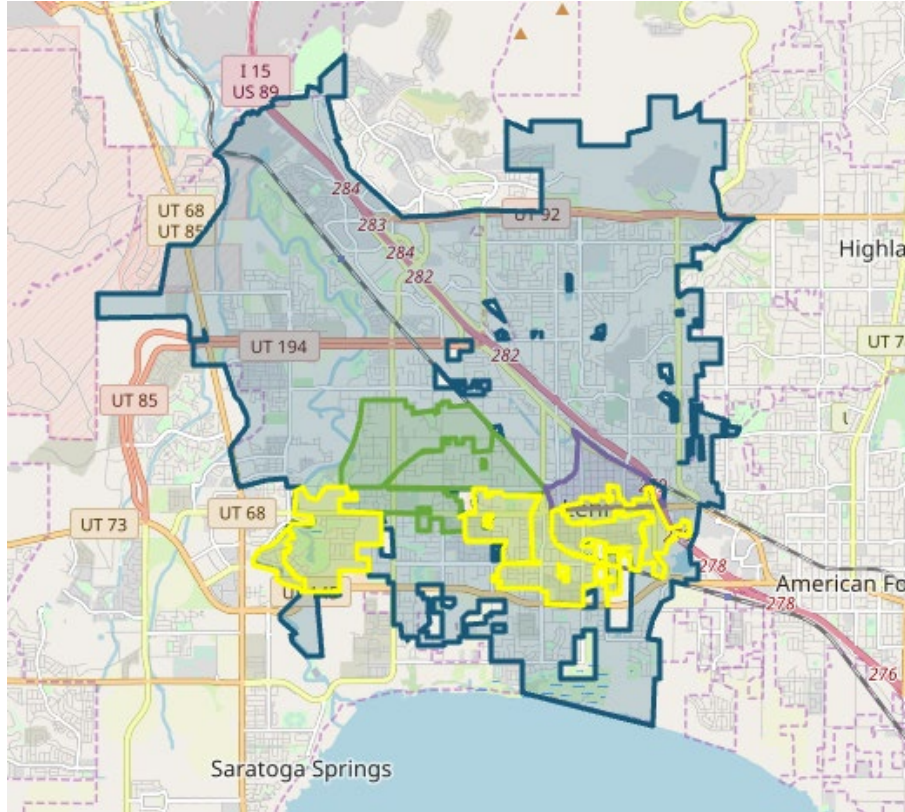 I 15
US 89
284
UT 68
UT 85
UT 92
283
284
282
Highla
UT 194
282
UT 7
UT 85
UT 68
UT 73
278
American Fo
278
276
Saratoga Springs